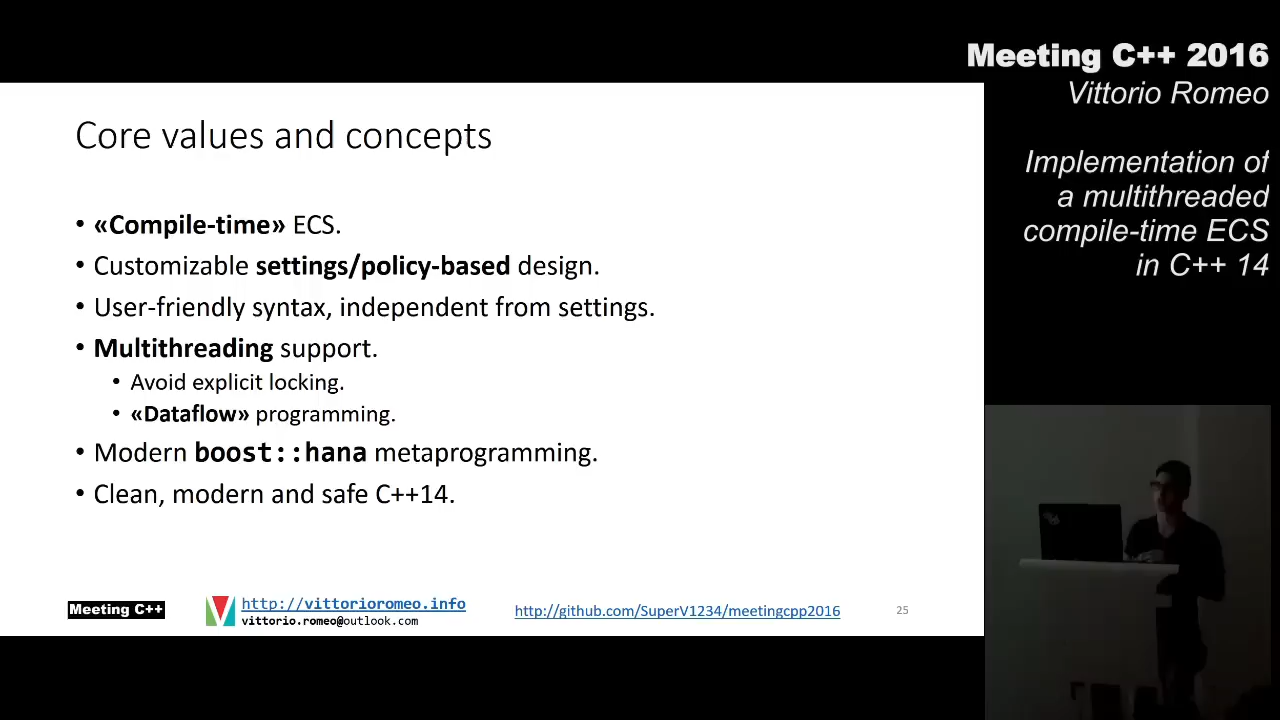 Meeting C++ 2016
Vittorio Romeo
Implementation of
a multithreaded
compile-time ECS
in C++ 14
Core values and concepts
• «Compile-time» ECS.
• Customizable settings/policy-based design.
• User-friendly syntax, independent from settings.
• Multithreading support.
• Avoid explicit locking.
• «Dataflow» programming.
• Modern boost::hana metaprogramming.
• Clean, modern and safe C++14.
Meeting C++
http://vittorioromeo.info
vittorio.romeo@outlook.com
http://github.com/SuperV1234/meetingcpp2016
25